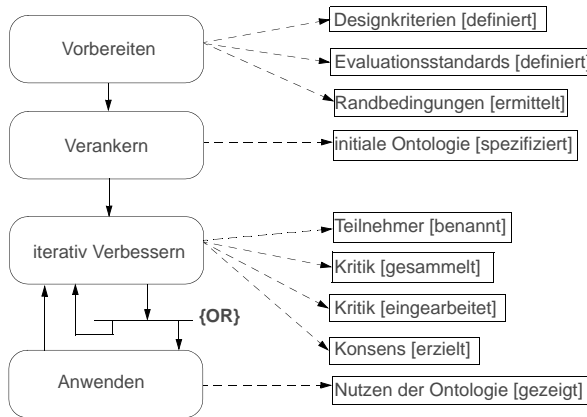 Vorbereiten
Designkriterien [definiert]
Evaluationsstandards [definiert]
Randbedingungen [ermittelt]
Verankern
initiale Ontologie [spezifiziert]
iterativ Verbessern
Teilnehmer [benannt]
Kritik [gesammelt]
Kritik [eingearbeitet]
Konsens [erzielt]
{OR}
Anwenden
Nutzen der Ontologie [gezeigt]